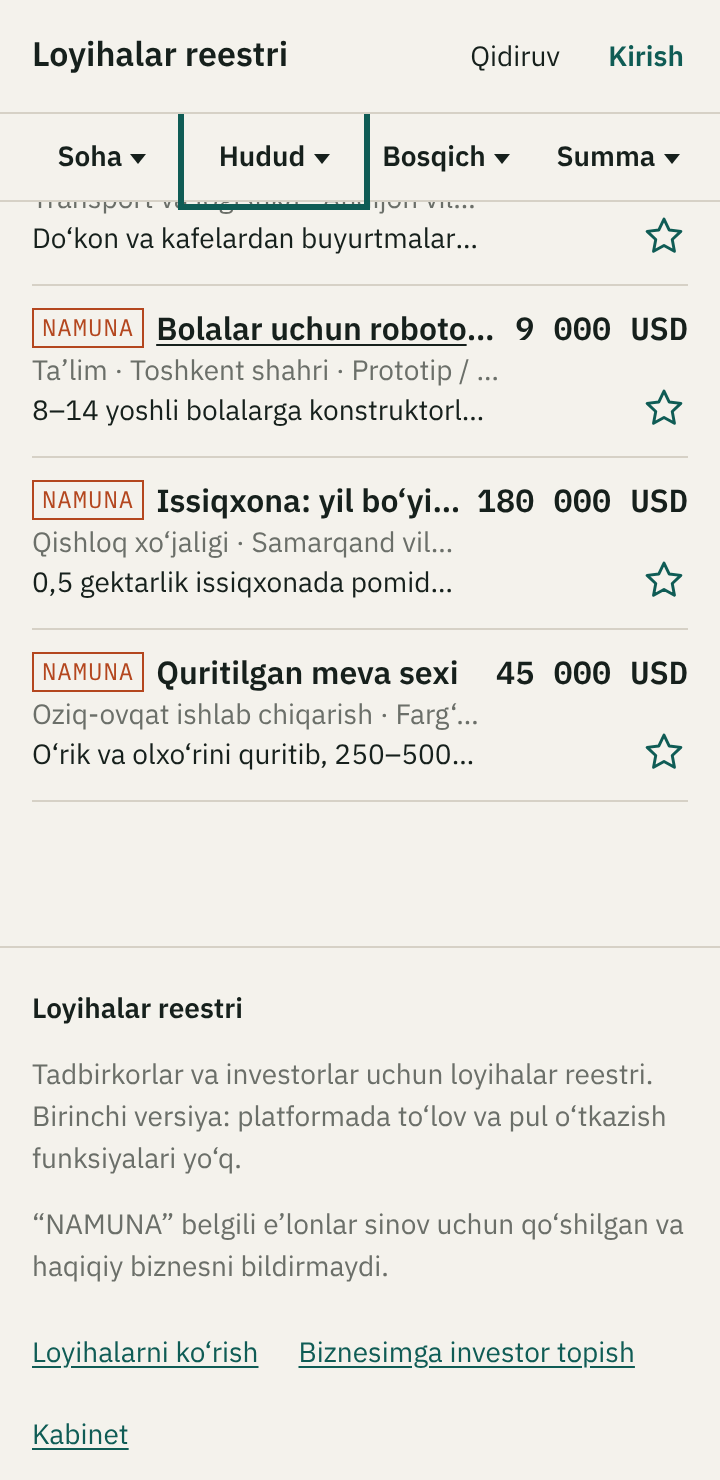 Loyihalar reestri Qidiruv Kirish
Soha Hudud Bosqich Summa
Do‘kon va kafelardan buyurtmalar...
NAMUNA Bolalar uchun roboto... 9 000 USD
Ta’lim · Toshkent shahri · Prototip / ...
8–14 yoshli bolalarga konstruktorl...
NAMUNA Issiqxona: yil bo‘yi... 180 000 USD
Qishloq xo‘jaligi · Samarqand vil...
0,5 gektarlik issiqxonada pomid...
NAMUNA Quritilgan meva sexi 45 000 USD
Oziq-ovqat ishlab chiqarish · Farg‘...
O‘rik va olxo‘rini quritib, 250–500...
Loyihalar reestri
Tadbirkorlar va investorlar uchun loyihalar reestri.
Birinchi versiya: platformada to‘lov va pul o‘tkazish
funksiyalari yo‘q.
“NAMUNA” belgili e’lonlar sinov uchun qo‘shilgan va
haqiqiy biznesni bildirmaydi.
Loyihalarni ko‘rish Biznesimga investor topish
Kabinet